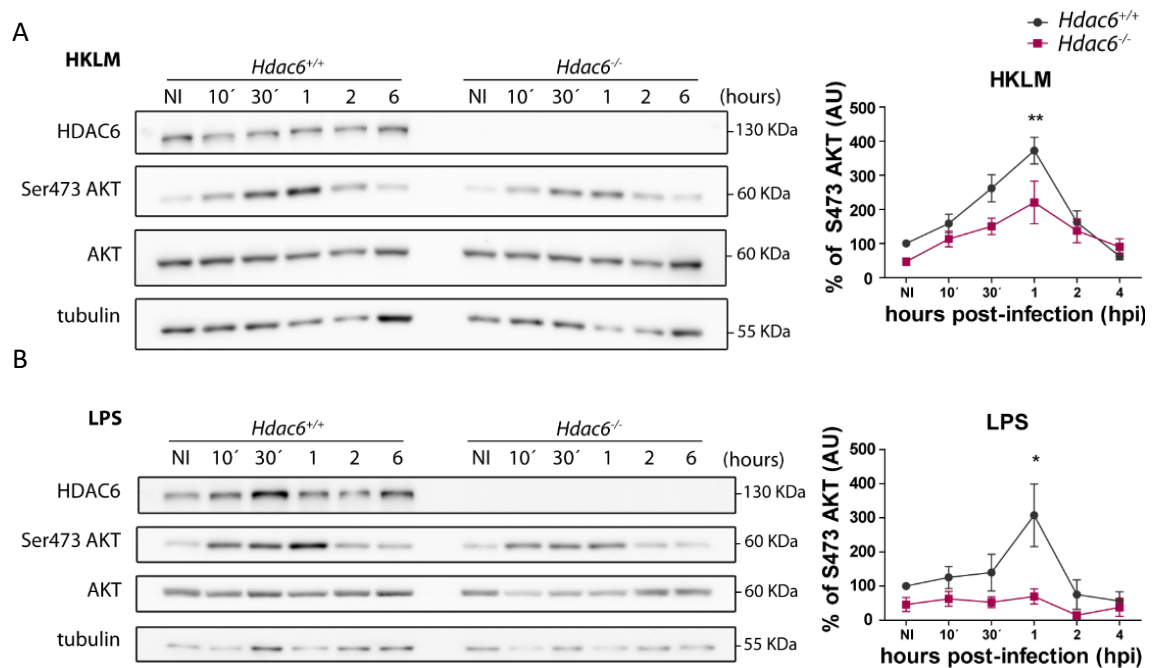 A
HKLM
Hdac6+/+ Hdac6-/-
NI 10´ 30´ 1 2 6 NI 10´ 30´ 1 2 6 (hours)
HDAC6 130 KDa
Ser473 AKT 60 KDa
AKT 60 KDa
tubulin 55 KDa
Hdac6+/+
Hdac6-/-
HKLM
% of S473 AKT (AU)
500
400
300
200
100
0
**
NI 10´ 30´ 1 2 4
hours post-infection (hpi)
B
LPS
Hdac6+/+ Hdac6-/-
NI 10´ 30´ 1 2 6 NI 10´ 30´ 1 2 6 (hours)
HDAC6 130 KDa
Ser473 AKT 60 KDa
AKT 60 KDa
tubulin 55 KDa
LPS
% of S473 AKT (AU)
500
400
300
200
100
0
*
NI 10´ 30´ 1 2 4
hours post-infection (hpi)